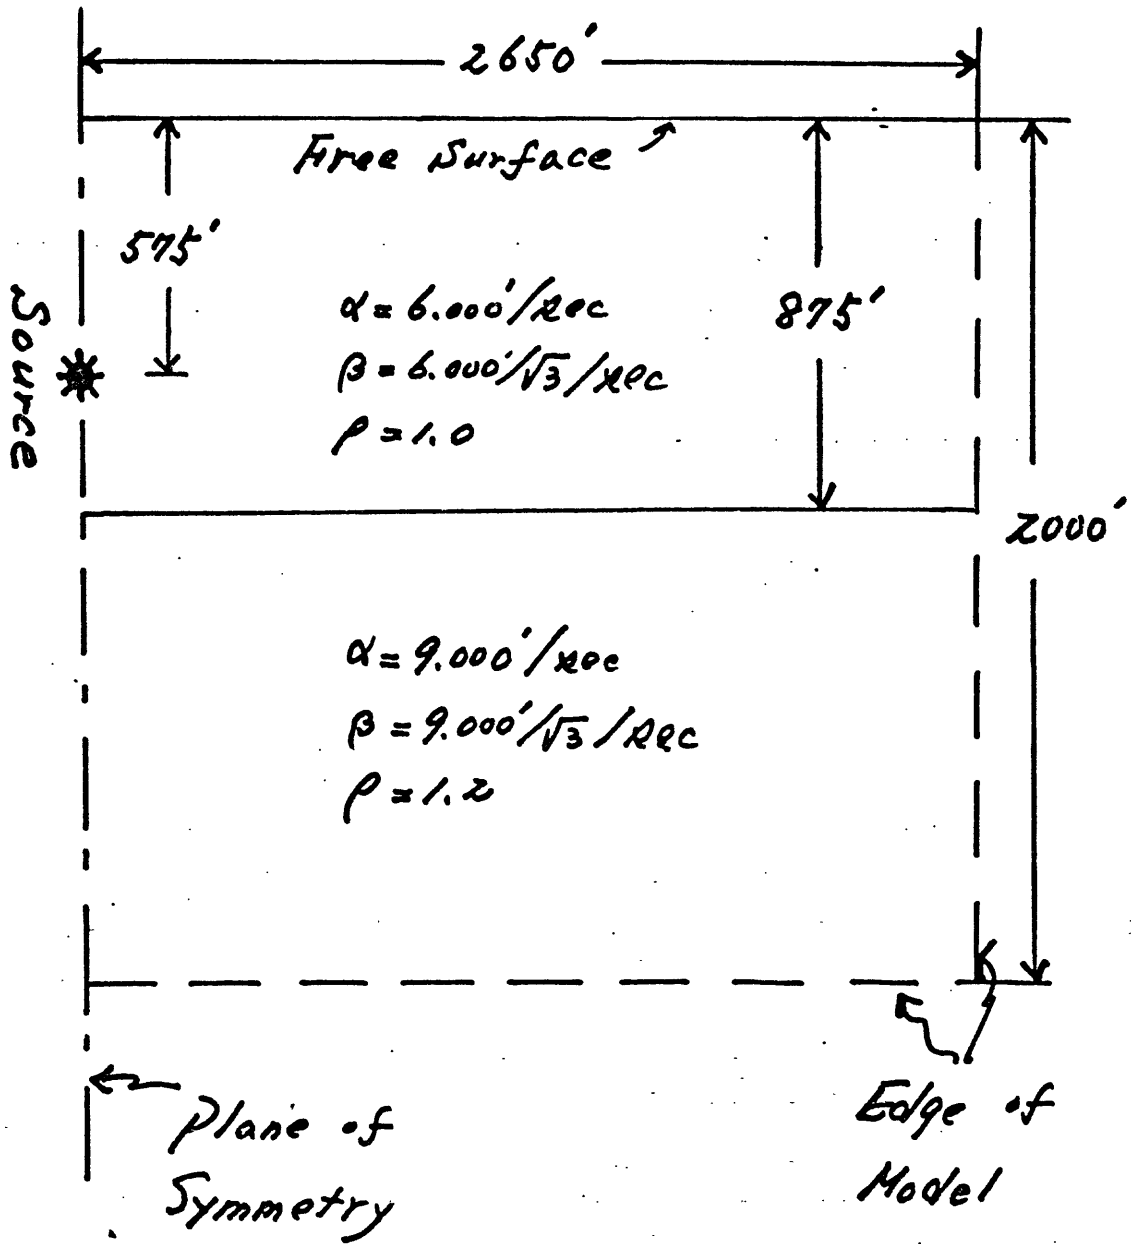 2650'
Free Surface
575'
Source
α = 6.000'/sec
β = 6.000'/√3/sec
ρ = 1.0
875'
2000'
α = 9.000'/sec
β = 9.000'/√3/sec
ρ = 1.2
Plane of
Symmetry
Edge of
Model